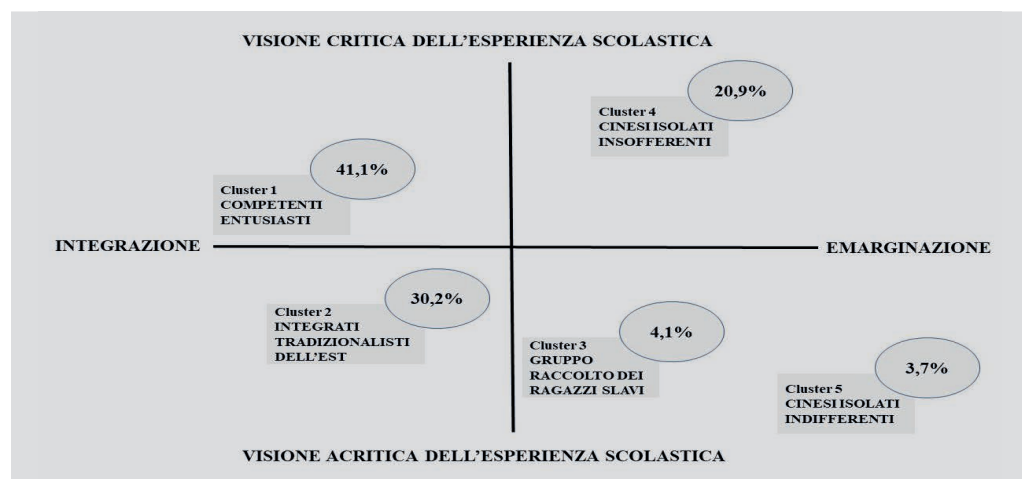 VISIONE CRITICA DELL'ESPERIENZA SCOLASTICA
20,9%
Cluster 4
CINESI ISOLATI
INSOFFERENTI
41,1%
Cluster 1
COMPETENTI
ENTUSIASTI
INTEGRAZIONE
EMARGINAZIONE
30,2%
Cluster 2
INTEGRATI
TRADIZIONALISTI
DELL'EST
4,1%
Cluster 3
GRUPPO
RACCOLTO DEI
RAGAZZI SLAVI
3,7%
Cluster 5
CINESI ISOLATI
INDIFFERENTI
VISIONE ACRITICA DELL'ESPERIENZA SCOLASTICA